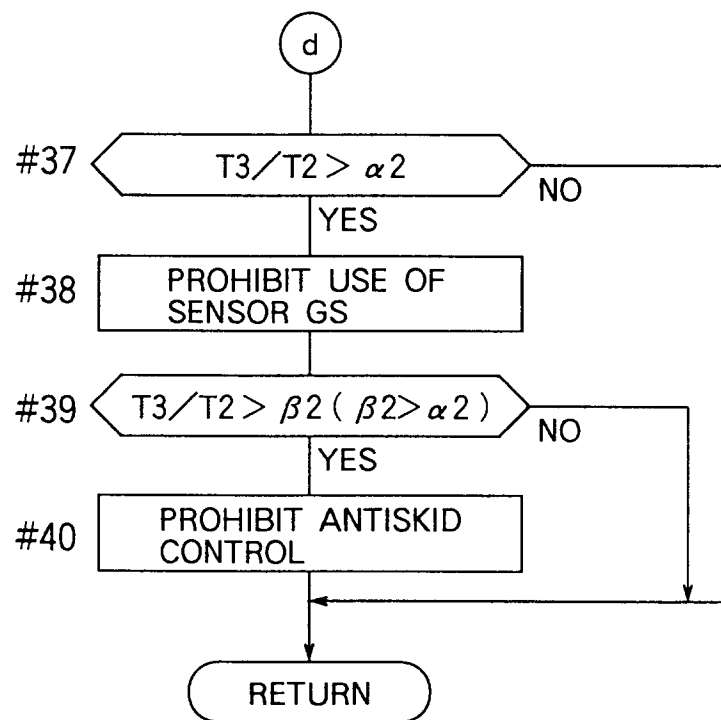 d
#37
T3/T2 > α2
NO
YES
#38
PROHIBIT USE OF
SENSOR GS
#39
T3/T2 > β2 ( β2 > α2 )
NO
YES
#40
PROHIBIT ANTISKID
CONTROL
RETURN